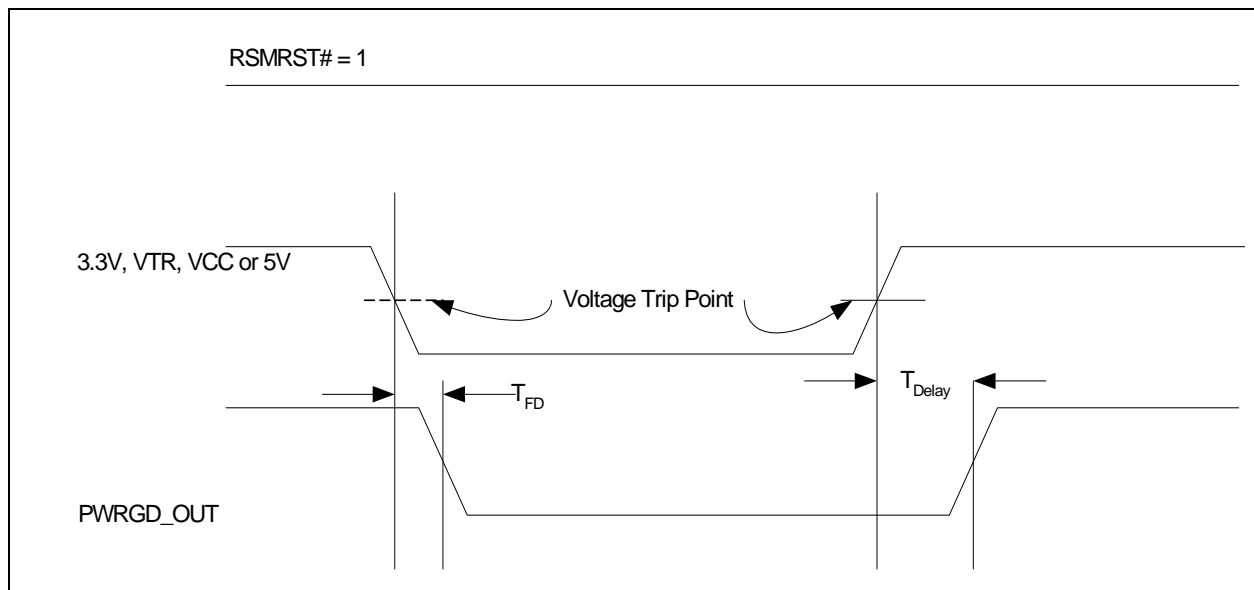 RSMRST# = 1
3.3V, VTR, VCC or 5V
Voltage Trip Point
TFD
TDelay
PWRGD_OUT